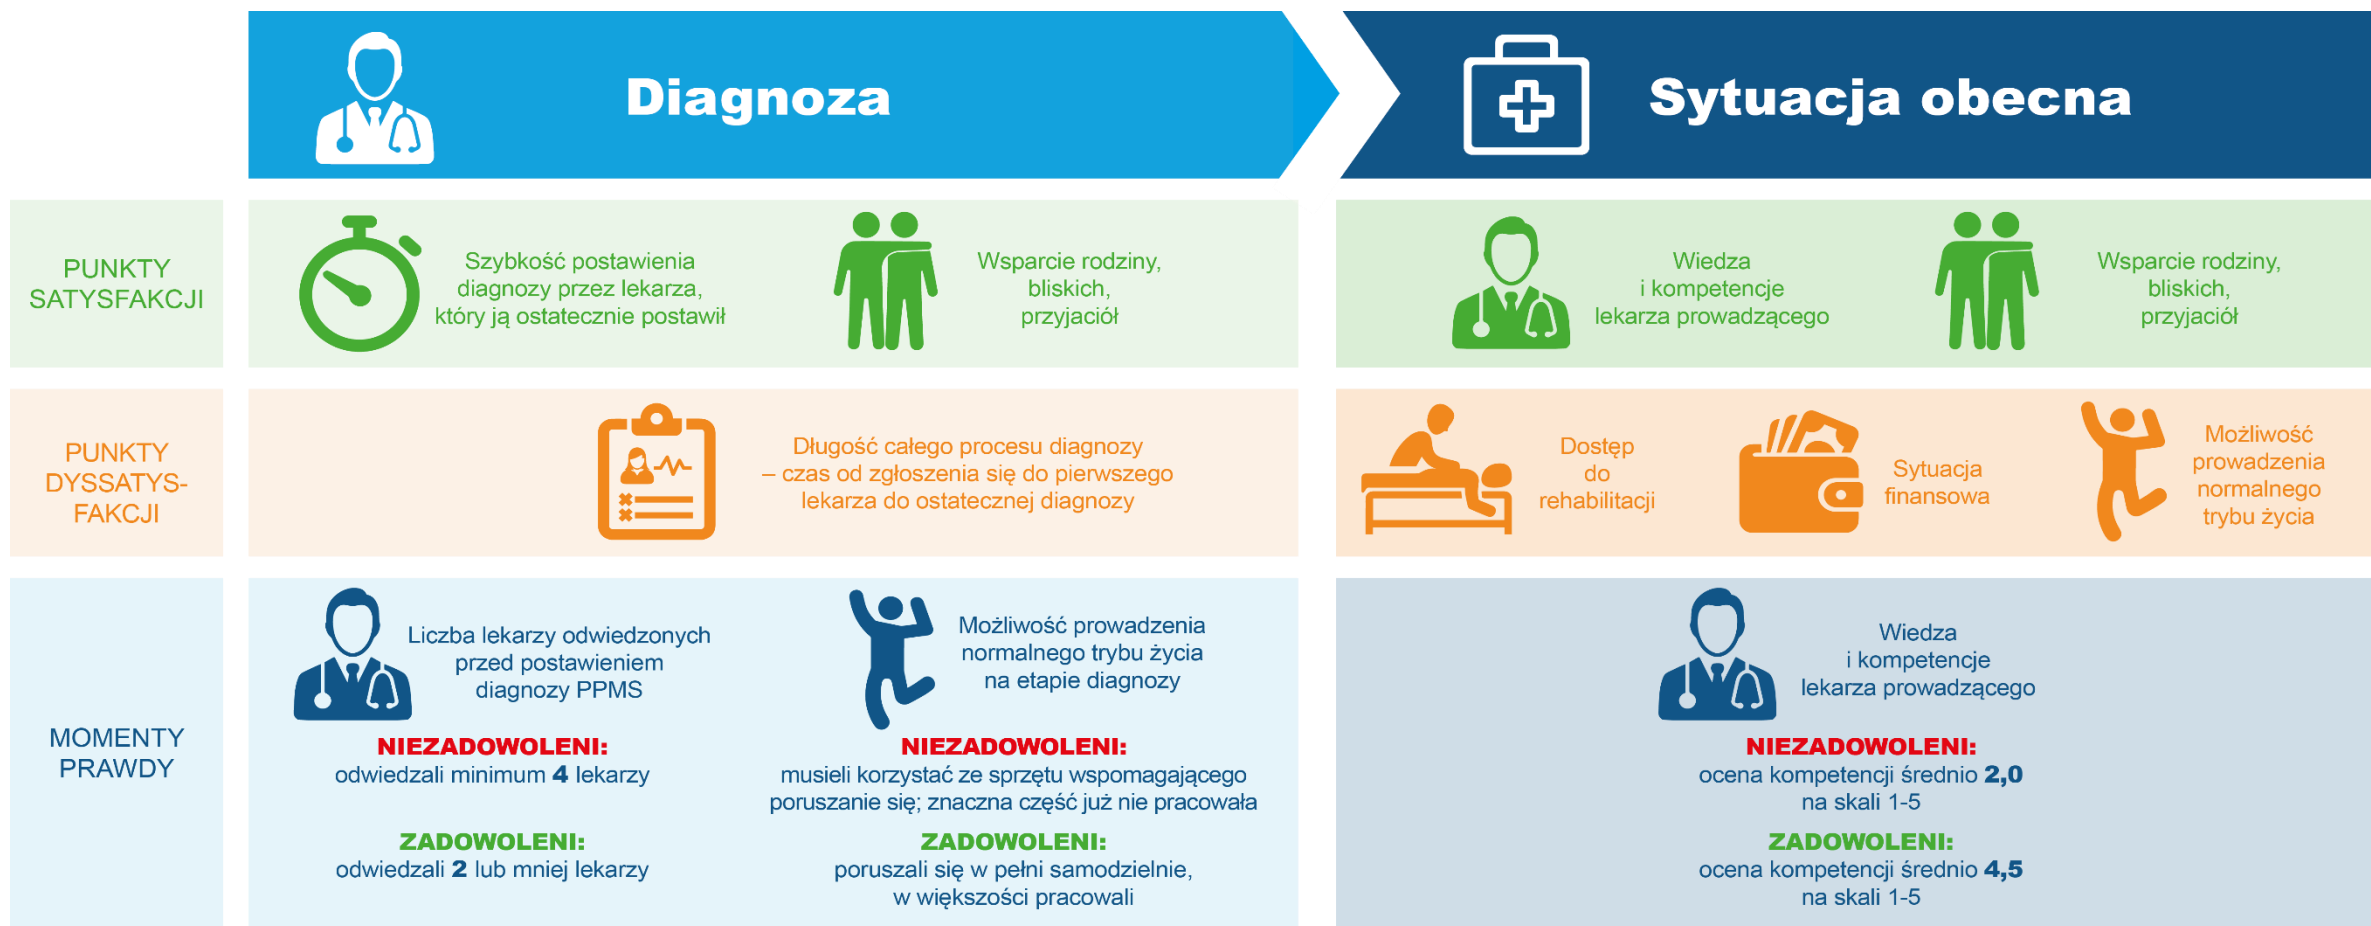 Diagnoza
Sytuacja obecna
PUNKTY
SATYSFAKCJI
Szybkość postawienia
diagnozy przez lekarza,
który ją ostatecznie postawił
Wsparcie rodziny,
bliskich,
przyjaciół
Wiedza
i kompetencje
lekarza prowadzącego
Wsparcie rodziny,
bliskich,
przyjaciół
PUNKTY
DYSSATYS-
FAKCJI
Długość całego procesu diagnozy
– czas od zgłoszenia się do pierwszego
lekarza do ostatecznej diagnozy
Dostęp
do
rehabilitacji
Sytuacja
finansowa
Możliwość
prowadzenia
normalnego
trybu życia
MOMENTY
PRAWDY
Liczba lekarzy odwiedzonych
przed postawieniem
diagnozy PPMS
NIEZADOWOLENI:
odwiedzali minimum 4 lekarzy
ZADOWOLENI:
odwiedzali 2 lub mniej lekarzy
Możliwość prowadzenia
normalnego trybu życia
na etapie diagnozy
NIEZADOWOLENI:
musieli korzystać ze sprzętu wspomagającego
poruszanie się; znaczna część już nie pracowała
ZADOWOLENI:
poruszali się w pełni samodzielnie,
w większości pracowali
Wiedza
i kompetencje
lekarza prowadzącego
NIEZADOWOLENI:
ocena kompetencji średnio 2,0
na skali 1-5
ZADOWOLENI:
ocena kompetencji średnio 4,5
na skali 1-5